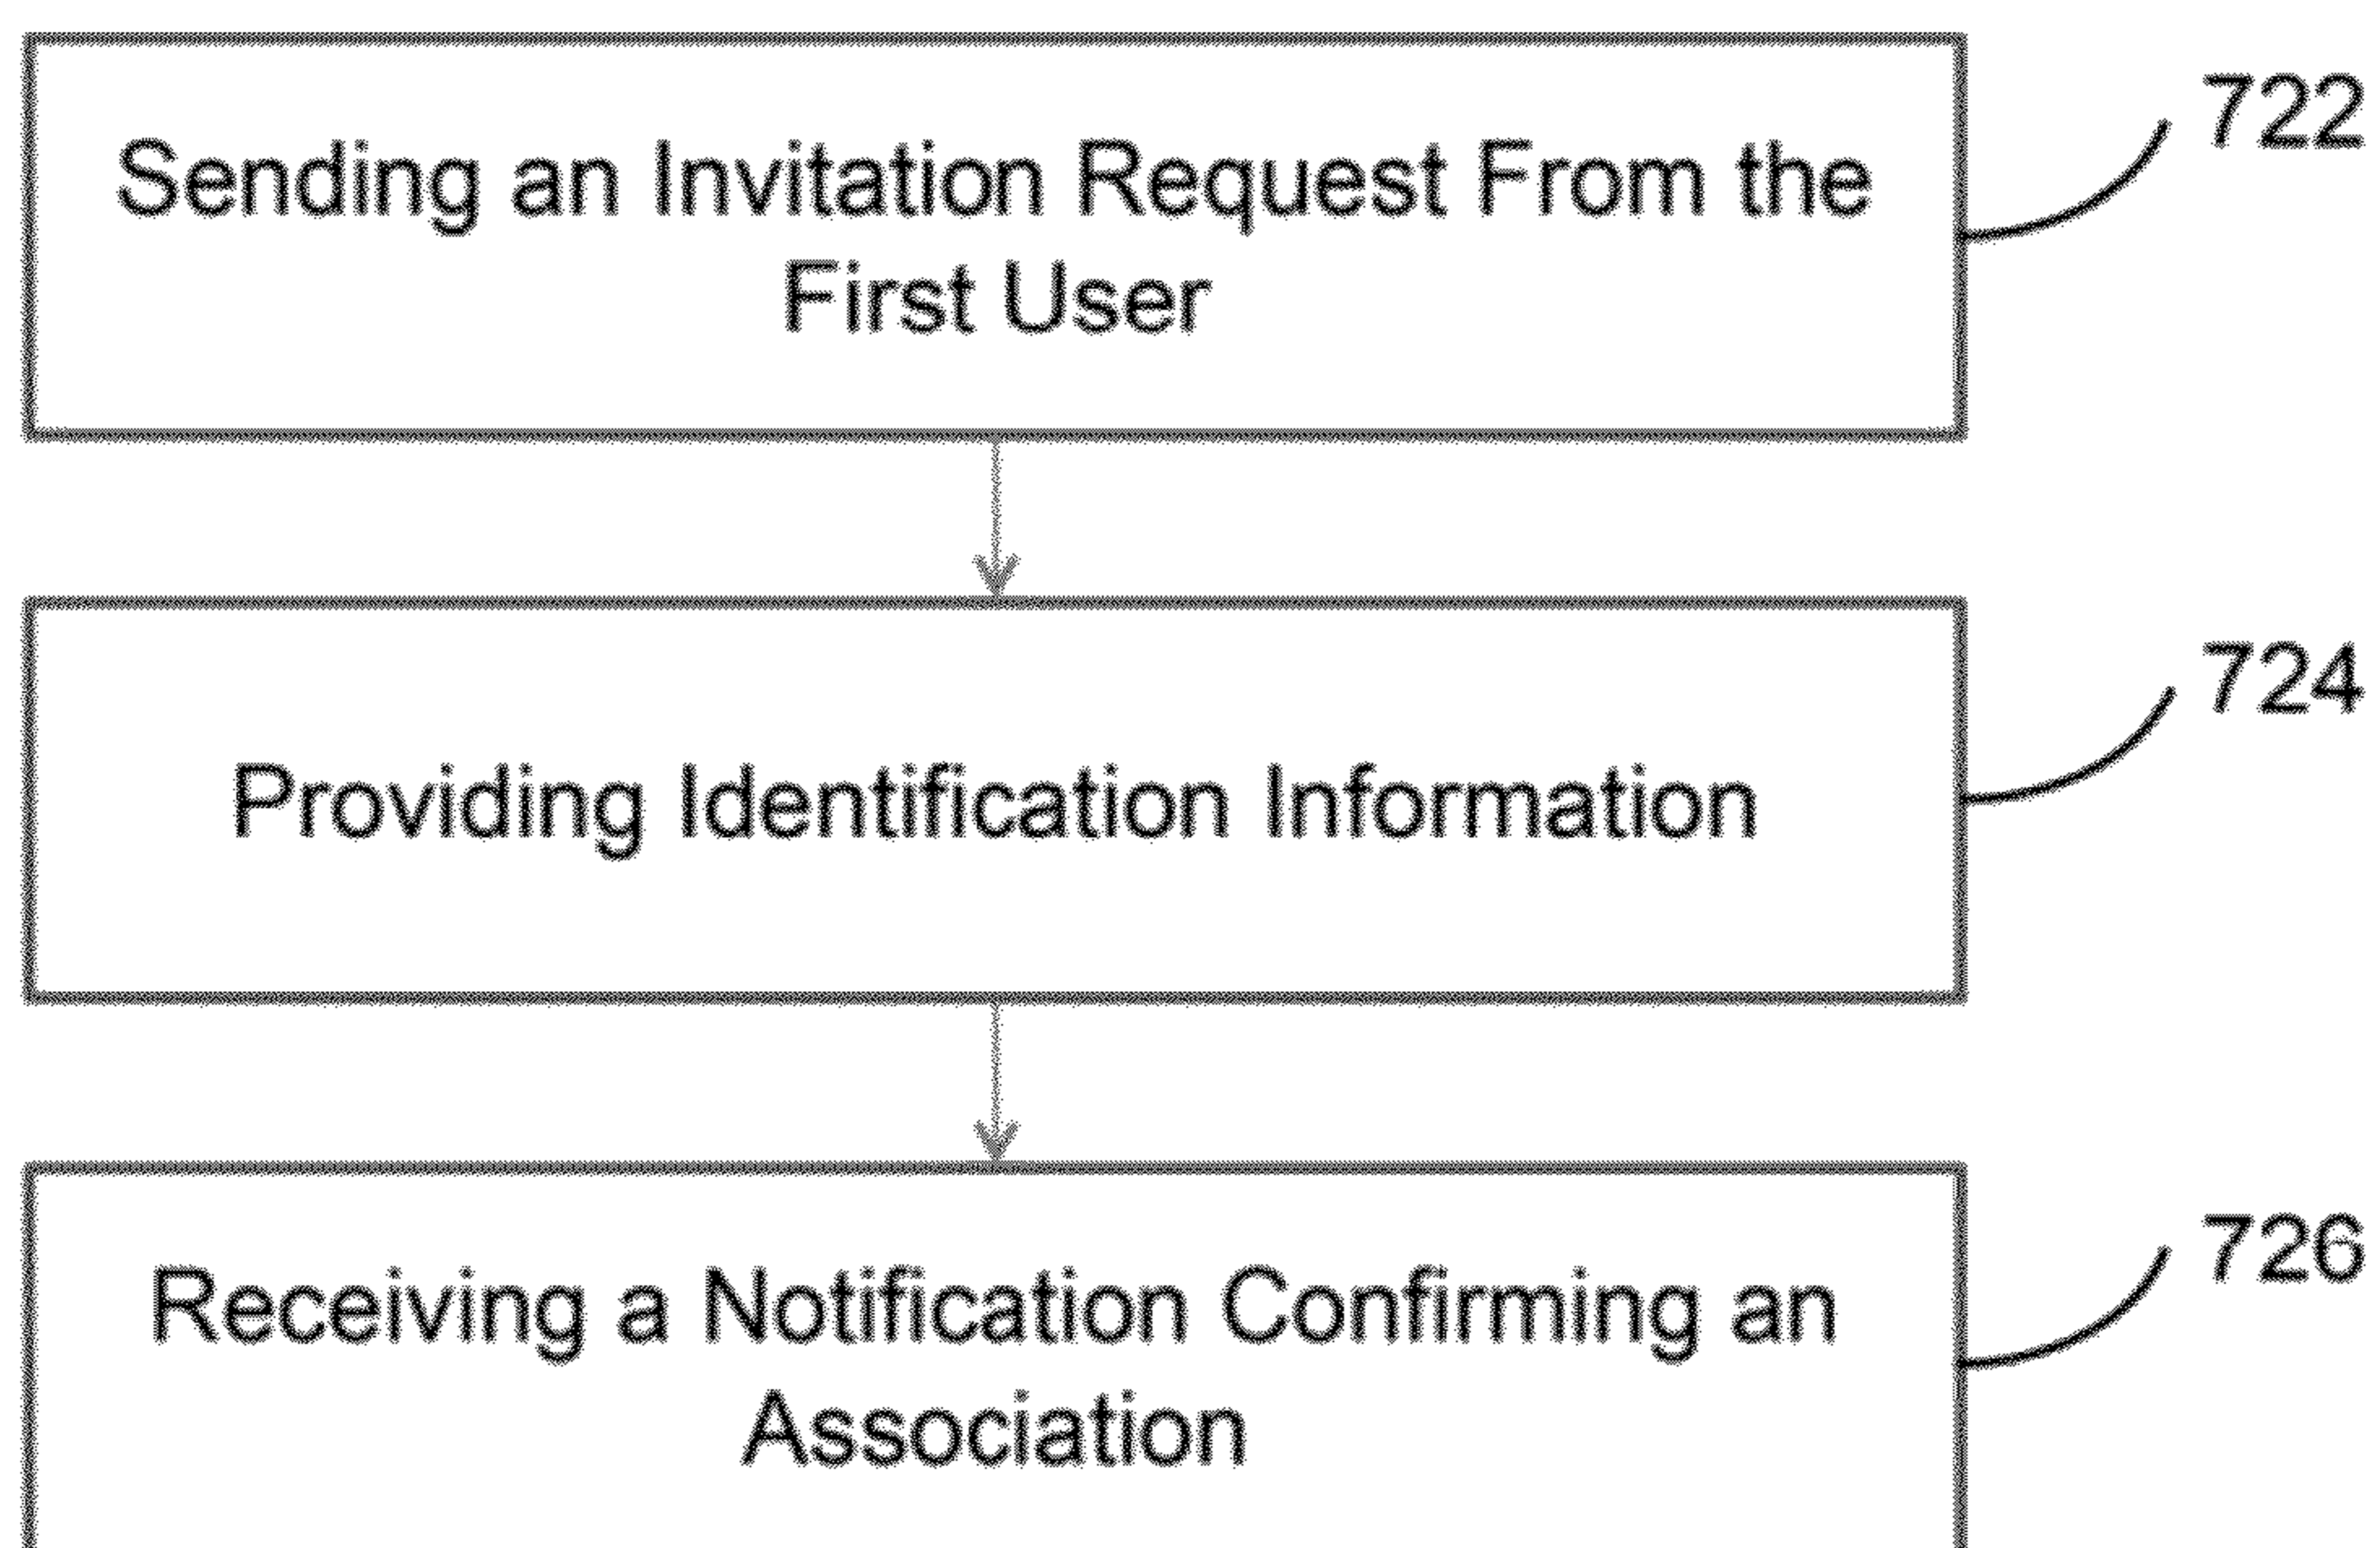 Sending an Invitation Request From the
First User
722
Providing Identification Information
724
Receiving a Notification Confirming an
Association
726